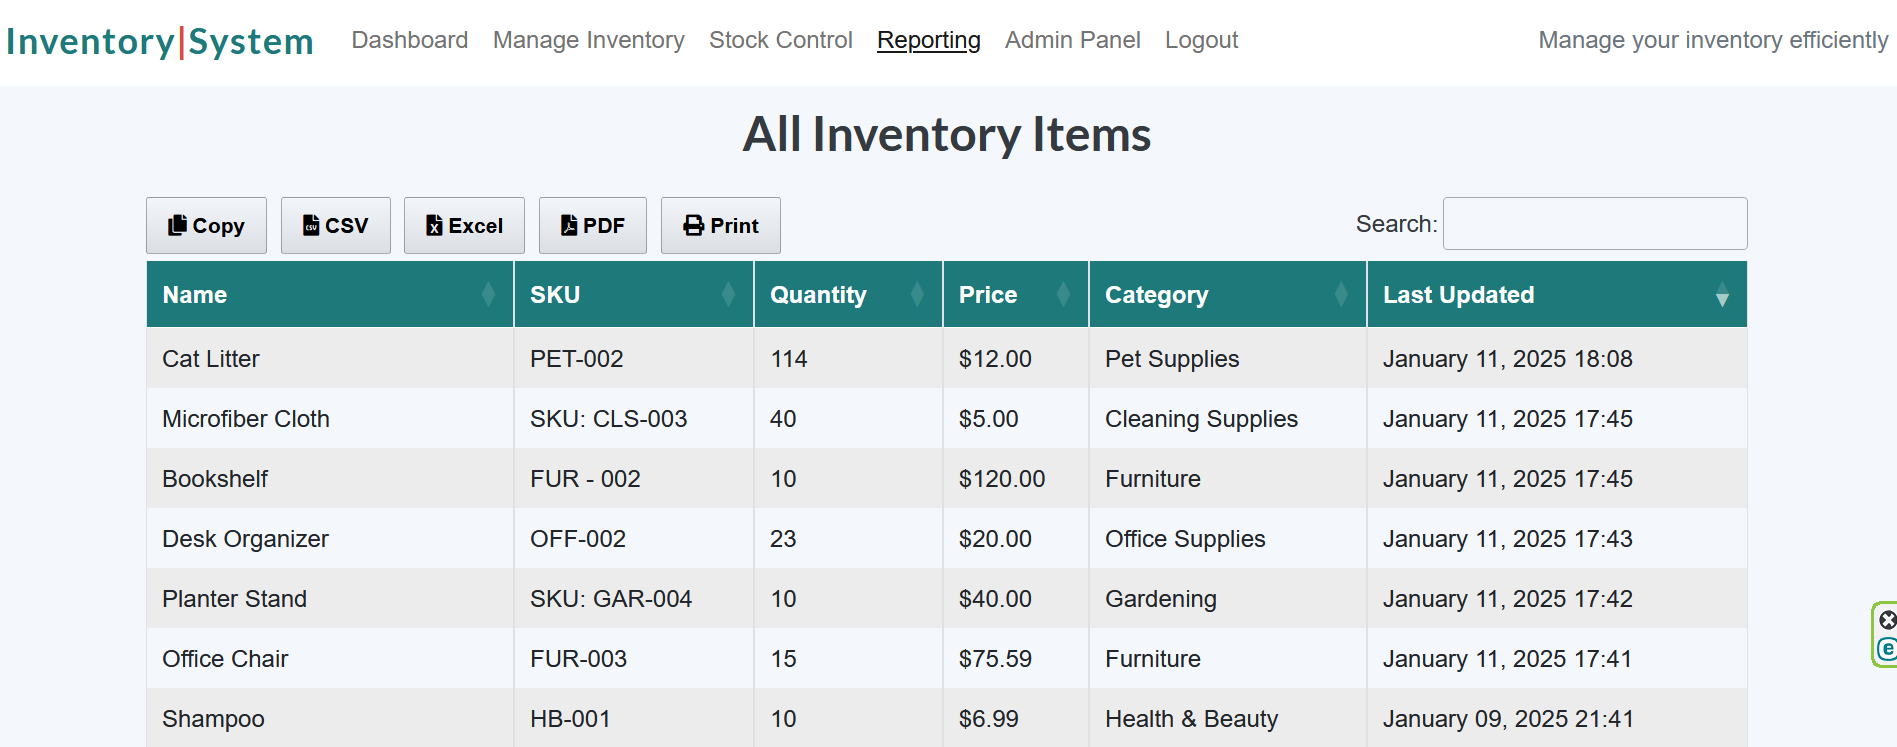 Inventory|System Dashboard Manage Inventory Stock Control Reporting Admin Panel Logout Manage your inventory efficiently
All Inventory Items
Copy CSV Excel PDF Print Search:
Name SKU Quantity Price Category Last Updated
Cat Litter PET-002 114 $12.00 Pet Supplies January 11, 2025 18:08
Microfiber Cloth SKU: CLS-003 40 $5.00 Cleaning Supplies January 11, 2025 17:45
Bookshelf FUR - 002 10 $120.00 Furniture January 11, 2025 17:45
Desk Organizer OFF-002 23 $20.00 Office Supplies January 11, 2025 17:43
Planter Stand SKU: GAR-004 10 $40.00 Gardening January 11, 2025 17:42
Office Chair FUR-003 15 $75.59 Furniture January 11, 2025 17:41
Shampoo HB-001 10 $6.99 Health & Beauty January 09, 2025 21:41